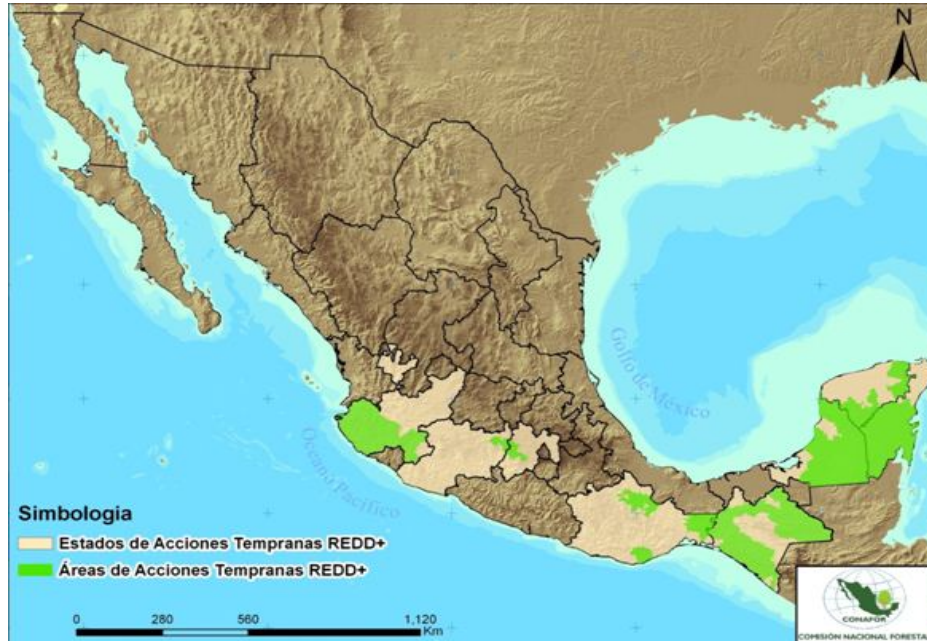 N
Golfo de México
Océano Pacífico
Simbologia
Estados de Acciones Tempranas REDD+
Áreas de Acciones Tempranas REDD+
0 280 560 1,120
Km
CONAFOR
COMISIÓN NACIONAL FORESTA